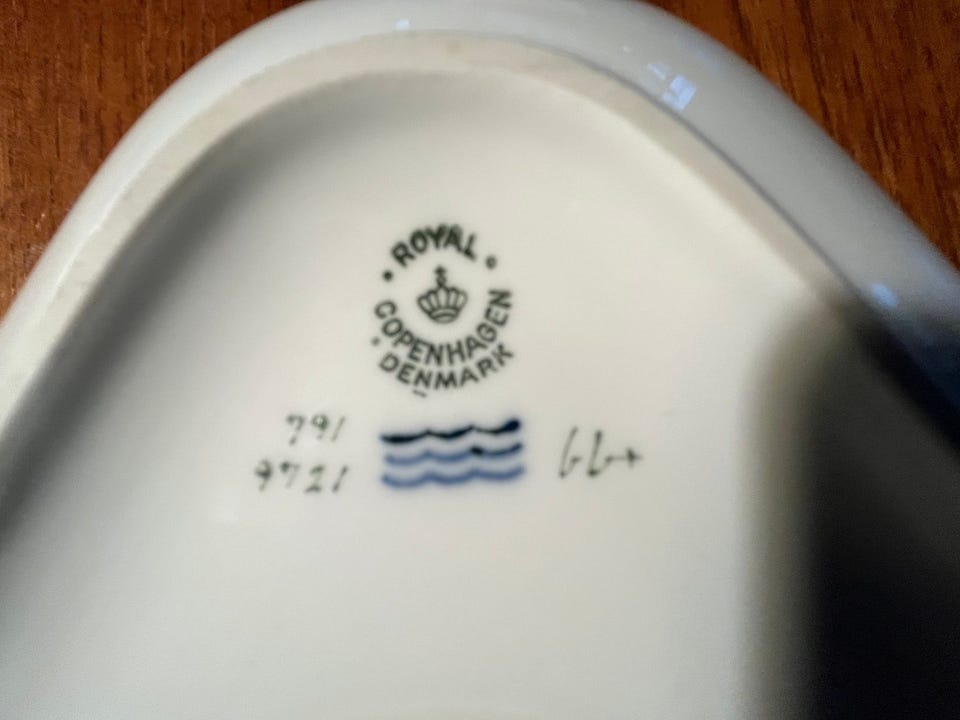 ROYAL
COPENHAGEN
DENMARK
791
9721